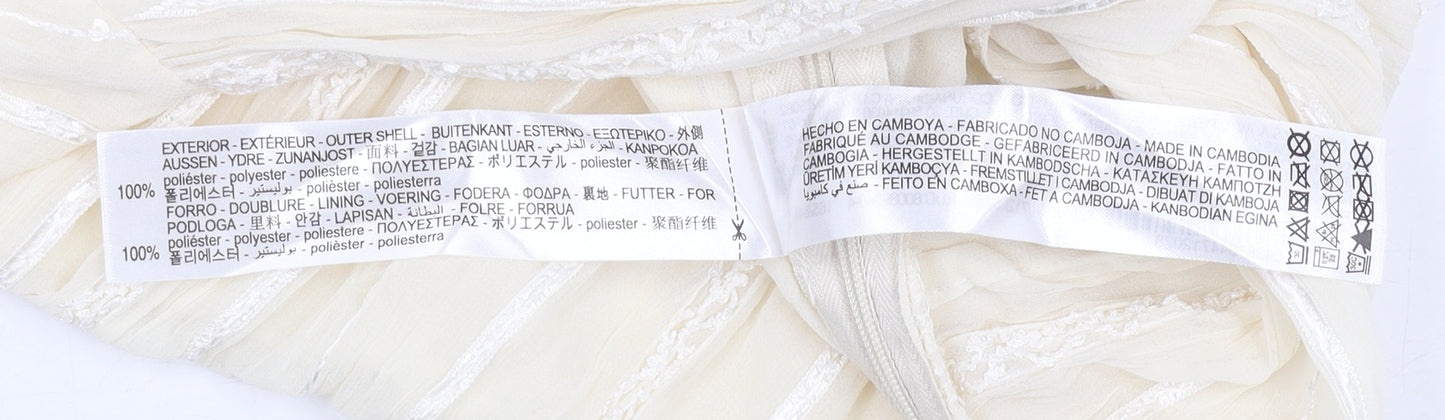 EXTERIOR - EXTÉRIEUR - OUTER SHELL - BUITENKANT - ESTERNO - ΕΞΩΤΕΡΙΚΟ - 外側
AUSSEN - YDRE - ZUNANJOST - 面料 - 겉감 - BAGIAN LUAR - الجزء الخارجي - KANPOKOA
100% poliéster - polyester - poliestere - ΠΟΛΥΕΣΤΕΡΑΣ - ポリエステル - poliester - 聚酯纤维
폴리에스터 - بوليستير - polièster - poliesterra
FORRO - DOUBLURE - LINING - VOERING - FODERA - ΦΟΔΡΑ - 裏地 - FUTTER - FOR
PODLOGA - 里料 - 안감 - LAPISAN - البطانة - FOLRE - FORRUA
100% poliéster - polyester - poliestere - ΠΟΛΥΕΣΤΕΡΑΣ - ポリエステル - poliester - 聚酯纤维
폴리에스터 - بوليستير - polièster - poliesterra
HECHO EN CAMBOYA - FABRICADO NO CAMBOJA - MADE IN CAMBODIA
FABRIQUÉ AU CAMBODGE - GEFABRICEERD IN CAMBODJA - FATTO IN
CAMBOGIA - HERGESTELLT IN KAMBODSCHA - ΚΑΤΑΣΚΕΥΗ ΚΑΜΠΟΤΖΗ
ÜRETİM YERİ KAMBOÇYA - FREMSTILLET I CAMBODJA - DIBUAT DI KAMBOJA
صنع في كامبوديا - FEITO EN CAMBOXA - FET A CAMBODJA - KANBODIAN EGINA